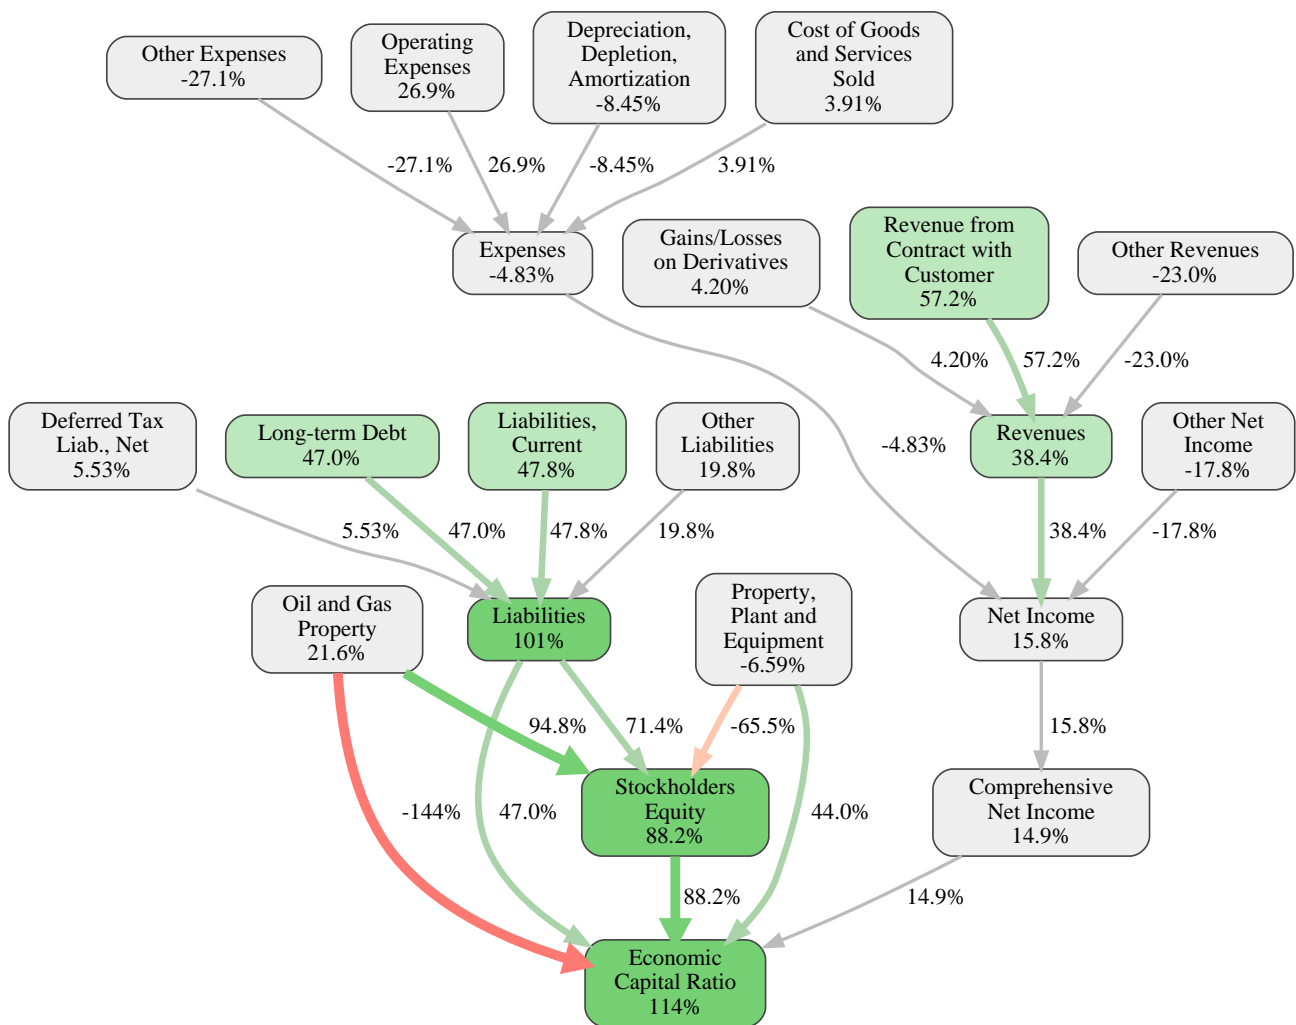 Other Expenses
-27.1%
Operating
Expenses
26.9%
Depreciation,
Depletion,
Amortization
-8.45%
Cost of Goods
and Services
Sold
3.91%
-27.1%
26.9%
-8.45%
3.91%
Expenses
-4.83%
Gains/Losses
on Derivatives
4.20%
Revenue from
Contract with
Customer
57.2%
Other Revenues
-23.0%
4.20%
57.2%
-23.0%
Deferred Tax
Liab., Net
5.53%
Long-term Debt
47.0%
Liabilities,
Current
47.8%
Other
Liabilities
19.8%
-4.83%
Revenues
38.4%
Other Net
Income
-17.8%
5.53%
47.0%
47.8%
19.8%
38.4%
-17.8%
Oil and Gas
Property
21.6%
Liabilities
101%
Property,
Plant and
Equipment
-6.59%
Net Income
15.8%
94.8%
71.4%
-65.5%
15.8%
-144%
47.0%
Stockholders
Equity
88.2%
44.0%
Comprehensive
Net Income
14.9%
88.2%
14.9%
Economic
Capital Ratio
114%